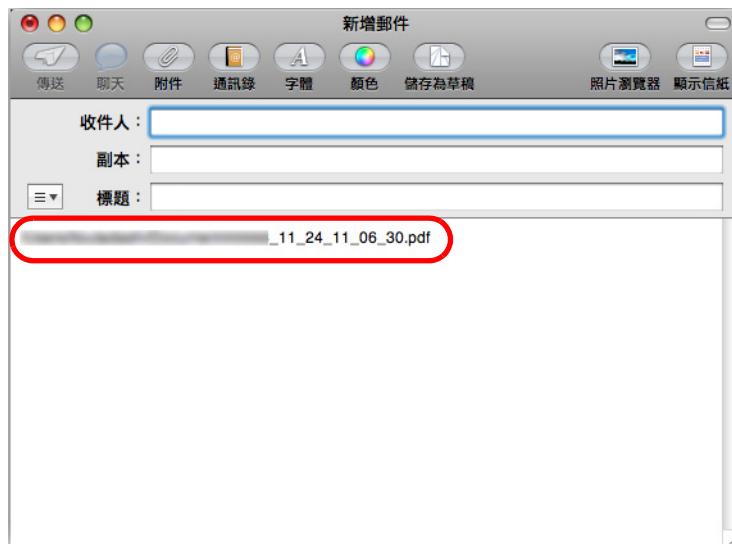 新增郵件
傳送 聊天 附件 通訊錄 字體 顏色 儲存為草稿 照片瀏覽器 顯示信紙
收件人：
副本：
標題：
_11_24_11_06_30.pdf